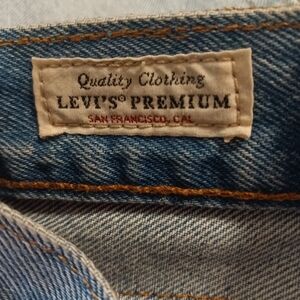 Quality Clothing
LEVI'S® PREMIUM
SAN FRANCISCO, CAL